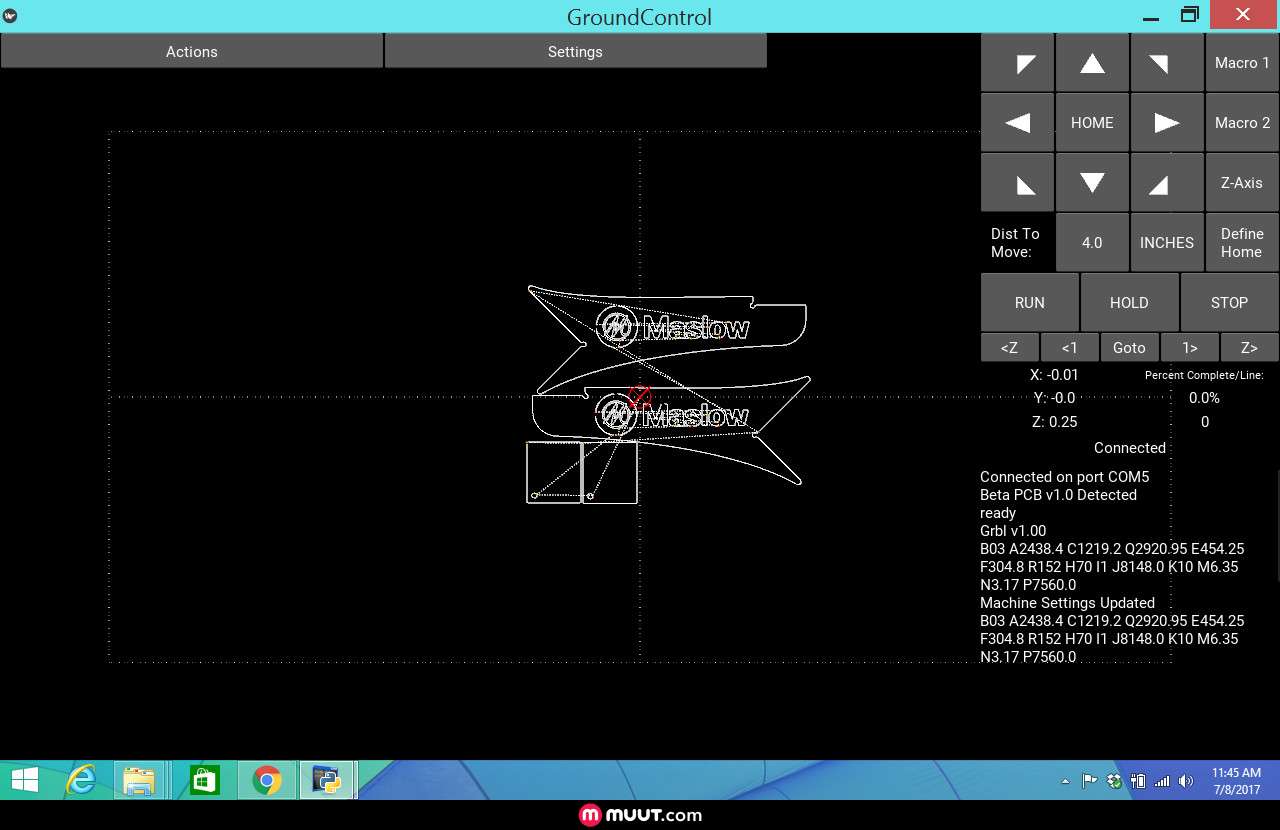 GroundControl
Actions
Settings
Macro 1
HOME
Macro 2
Z-Axis
Dist To
Move:
4.0
INCHES
Define
Home
RUN
HOLD
STOP
<Z
<1
Goto
1>
Z>
X: -0.01
Percent Complete/Line:
Y: -0.0
0.0%
Z: 0.25
0
Connected
Connected on port COM5
Beta PCB v1.0 Detected
ready
Grbl v1.00
B03 A2438.4 C1219.2 Q2920.95 E454.25
F304.8 R152 H70 I1 J8148.0 K10 M6.35
N3.17 P7560.0
Machine Settings Updated
B03 A2438.4 C1219.2 Q2920.95 E454.25
F304.8 R152 H70 I1 J8148.0 K10 M6.35
N3.17 P7560.0
Maslow
Maslow
11:45 AM
7/8/2017
muut.com